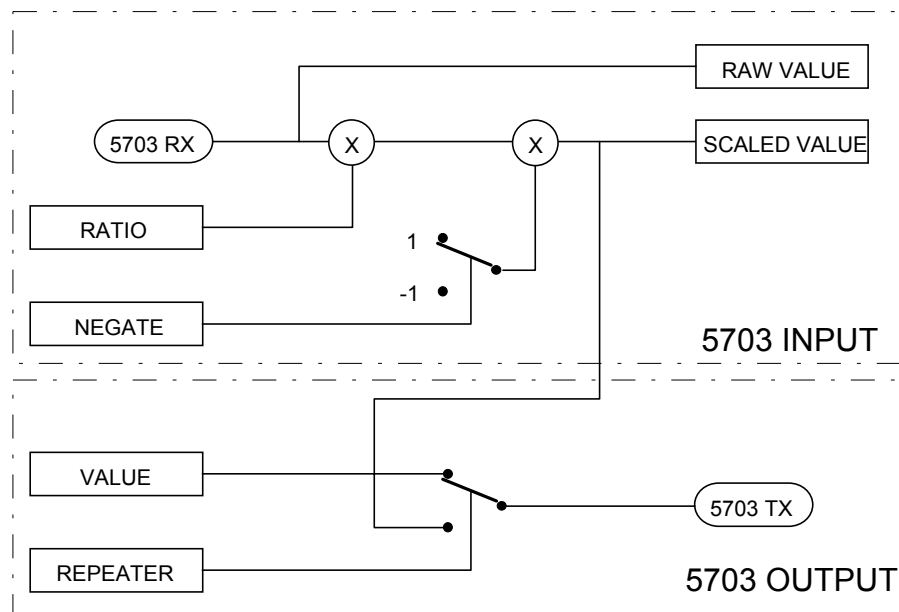 RAW VALUE
5703 RX
X
X
SCALED VALUE
RATIO
1
-1
NEGATE
5703 INPUT
VALUE
5703 TX
REPEATER
5703 OUTPUT